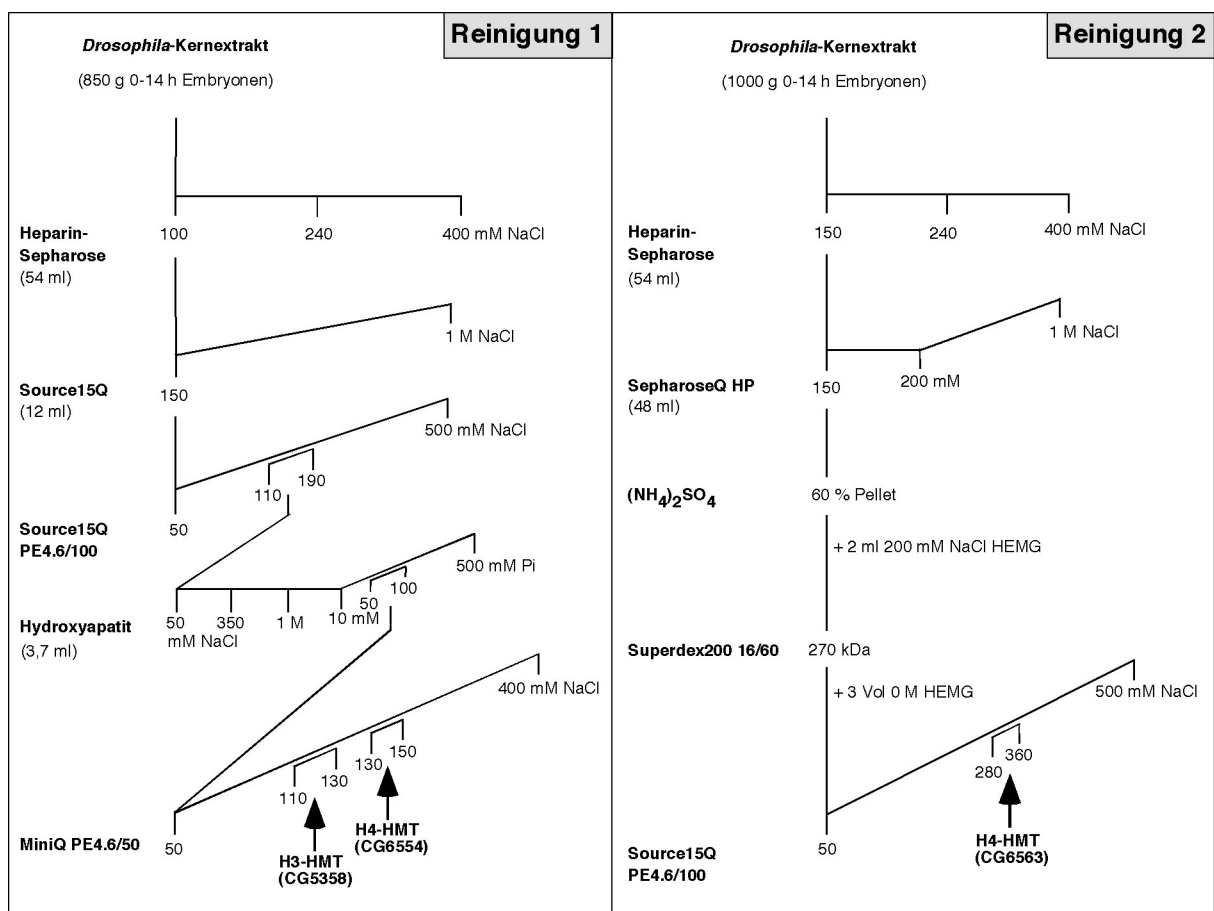 Reinigung 1
Drosophila-Kernextrakt
(850 g 0-14 h Embryonen)
Heparin-
Sepharose
(54 ml)
100
240
400 mM NaCl
1 M NaCl
Source15Q
(12 ml)
150
500 mM NaCl
110
190
Source15Q
PE4.6/100
50
500 mM Pi
50
100
50
350
1 M
10 mM
mM NaCl
Hydroxyapatit
(3,7 ml)
400 mM NaCl
110
130
130
150
MiniQ PE4.6/50
50
H3-HMT
(CG5358)
H4-HMT
(CG6554)
Reinigung 2
Drosophila-Kernextrakt
(1000 g 0-14 h Embryonen)
Heparin-
Sepharose
(54 ml)
150
240
400 mM NaCl
1 M NaCl
SepharoseQ HP
(48 ml)
150
200 mM
(NH4)2SO4
60 % Pellet
+ 2 ml 200 mM NaCl HEMG
Superdex200 16/60
270 kDa
+ 3 Vol 0 M HEMG
500 mM NaCl
280
360
H4-HMT
(CG6563)
Source15Q
PE4.6/100
50